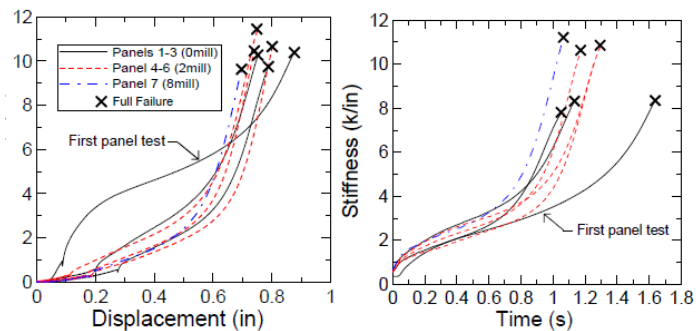 12
10
8
6
4
2
0
Panels 1-3 (0mill)
Panel 4-6 (2mill)
Panel 7 (8mill)
Full Failure
First panel test
0 0.2 0.4 0.6 0.8 1
Displacement (in)
Stiffness (k/in)
12
10
8
6
4
2
0
First panel test
0 0.2 0.4 0.6 0.8 1.0 1.2 1.4 1.6 1.8
Time (s)